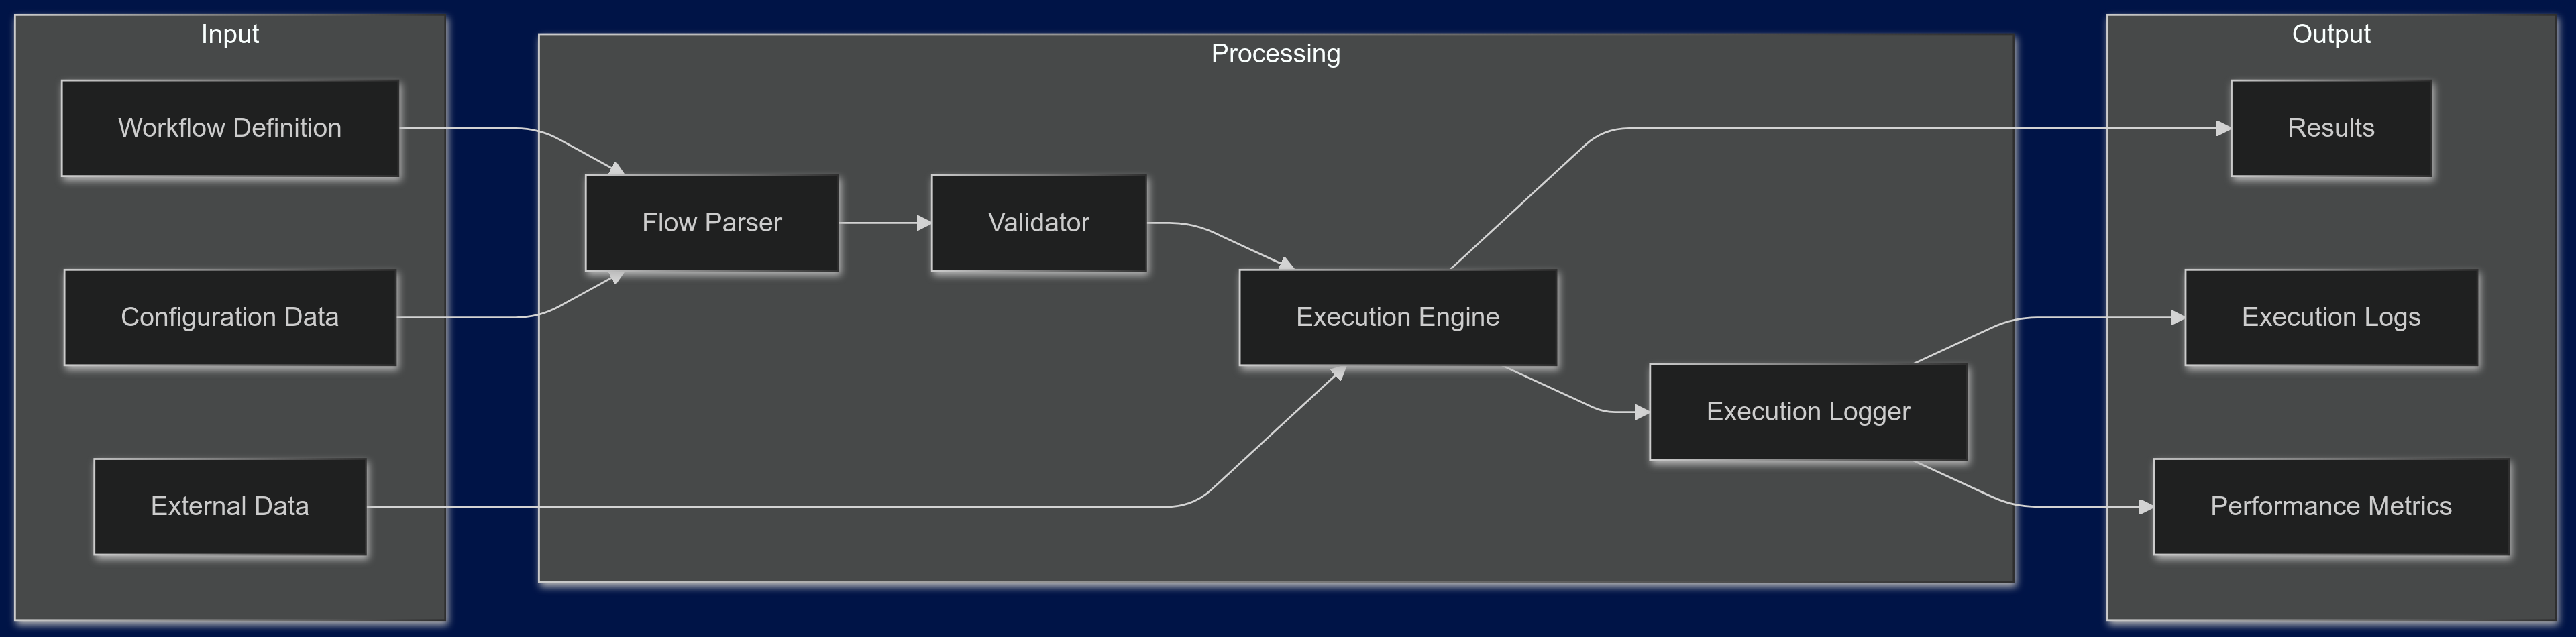 Input
Workflow Definition
Configuration Data
External Data
Processing
Flow Parser
Validator
Execution Engine
Execution Logger
Output
Results
Execution Logs
Performance Metrics